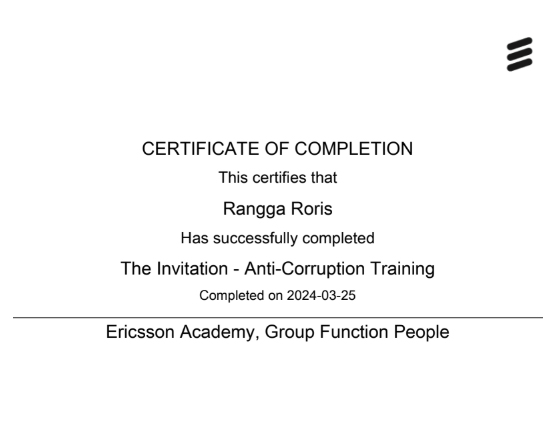 CERTIFICATE OF COMPLETION
This certifies that
Rangga Roris
Has successfully completed
The Invitation - Anti-Corruption Training
Completed on 2024-03-25
Ericsson Academy, Group Function People